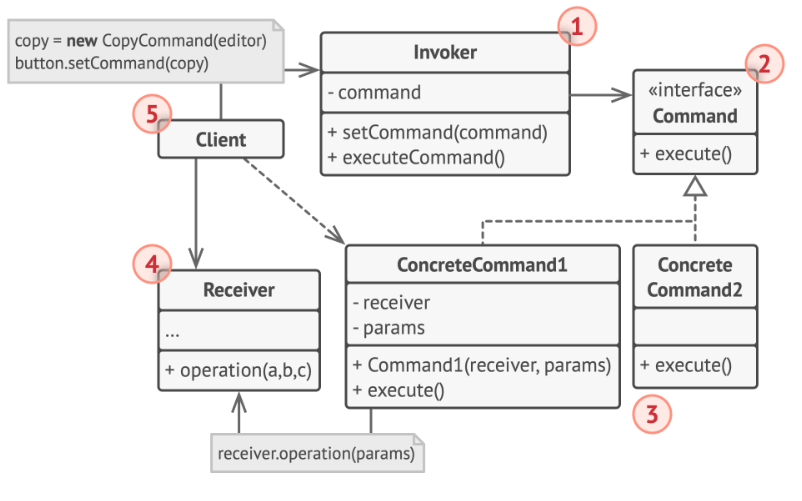 copy = new CopyCommand(editor)
button.setCommand(copy)
1
Invoker
- command
+ setCommand(command)
+ executeCommand()
2
«interface»
Command
+ execute()
5
Client
4
Receiver
...
+ operation(a,b,c)
ConcreteCommand1
- receiver
- params
+ Command1(receiver, params)
+ execute()
Concrete
Command2
+ execute()
3
receiver.operation(params)